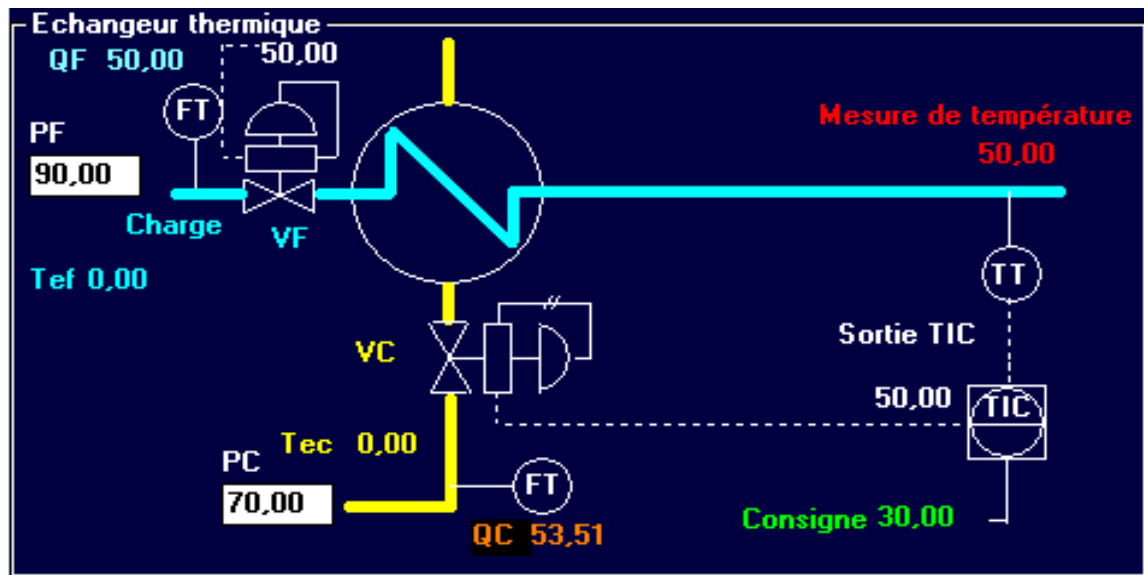 Echangeur thermique
QF 50,00
50,00
FT
PF
90,00
Mesure de température
50,00
Charge
VF
Tef 0,00
TT
VC
Sortie TIC
50,00
TIC
Tec 0,00
PC
70,00
FT
QC 53,51
Consigne 30,00